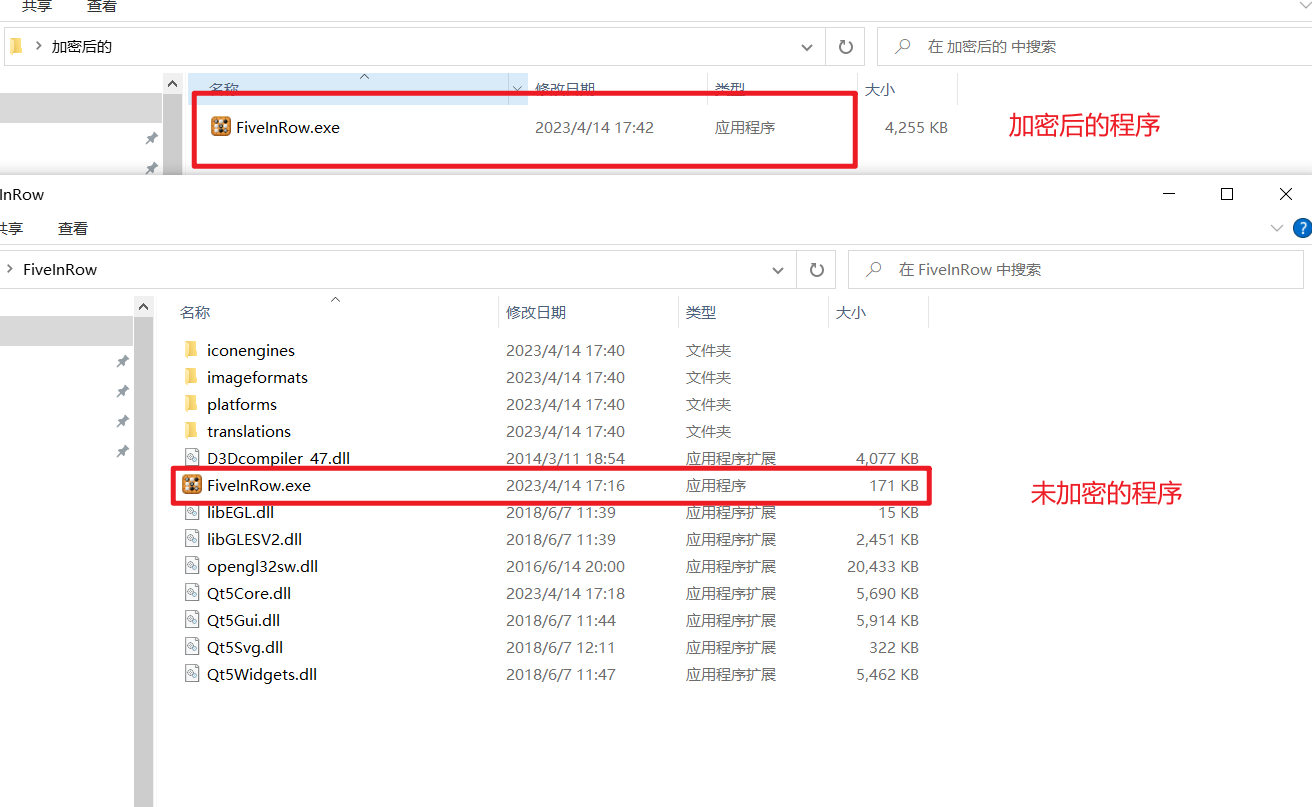 共享 查看
加密后的 在 加密后的 中搜索
名称 修改日期 类型 大小
FiveInRow.exe 2023/4/14 17:42 应用程序 4,255 KB 加密后的程序
InRow
共享 查看 ?
FiveInRow 在 FiveInRow 中搜索
名称 修改日期 类型 大小
iconengines 2023/4/14 17:40 文件夹
imageformats 2023/4/14 17:40 文件夹
platforms 2023/4/14 17:40 文件夹
translations 2023/4/14 17:40 文件夹
D3Dcompiler_47.dll 2014/3/11 18:54 应用程序扩展 4,077 KB
FiveInRow.exe 2023/4/14 17:16 应用程序 171 KB 未加密的程序
libEGL.dll 2018/6/7 11:39 应用程序扩展 15 KB
libGLESV2.dll 2018/6/7 11:39 应用程序扩展 2,451 KB
opengl32sw.dll 2016/6/14 20:00 应用程序扩展 20,433 KB
Qt5Core.dll 2023/4/14 17:18 应用程序扩展 5,690 KB
Qt5Gui.dll 2018/6/7 11:44 应用程序扩展 5,914 KB
Qt5Svg.dll 2018/6/7 12:11 应用程序扩展 322 KB
Qt5Widgets.dll 2018/6/7 11:47 应用程序扩展 5,462 KB